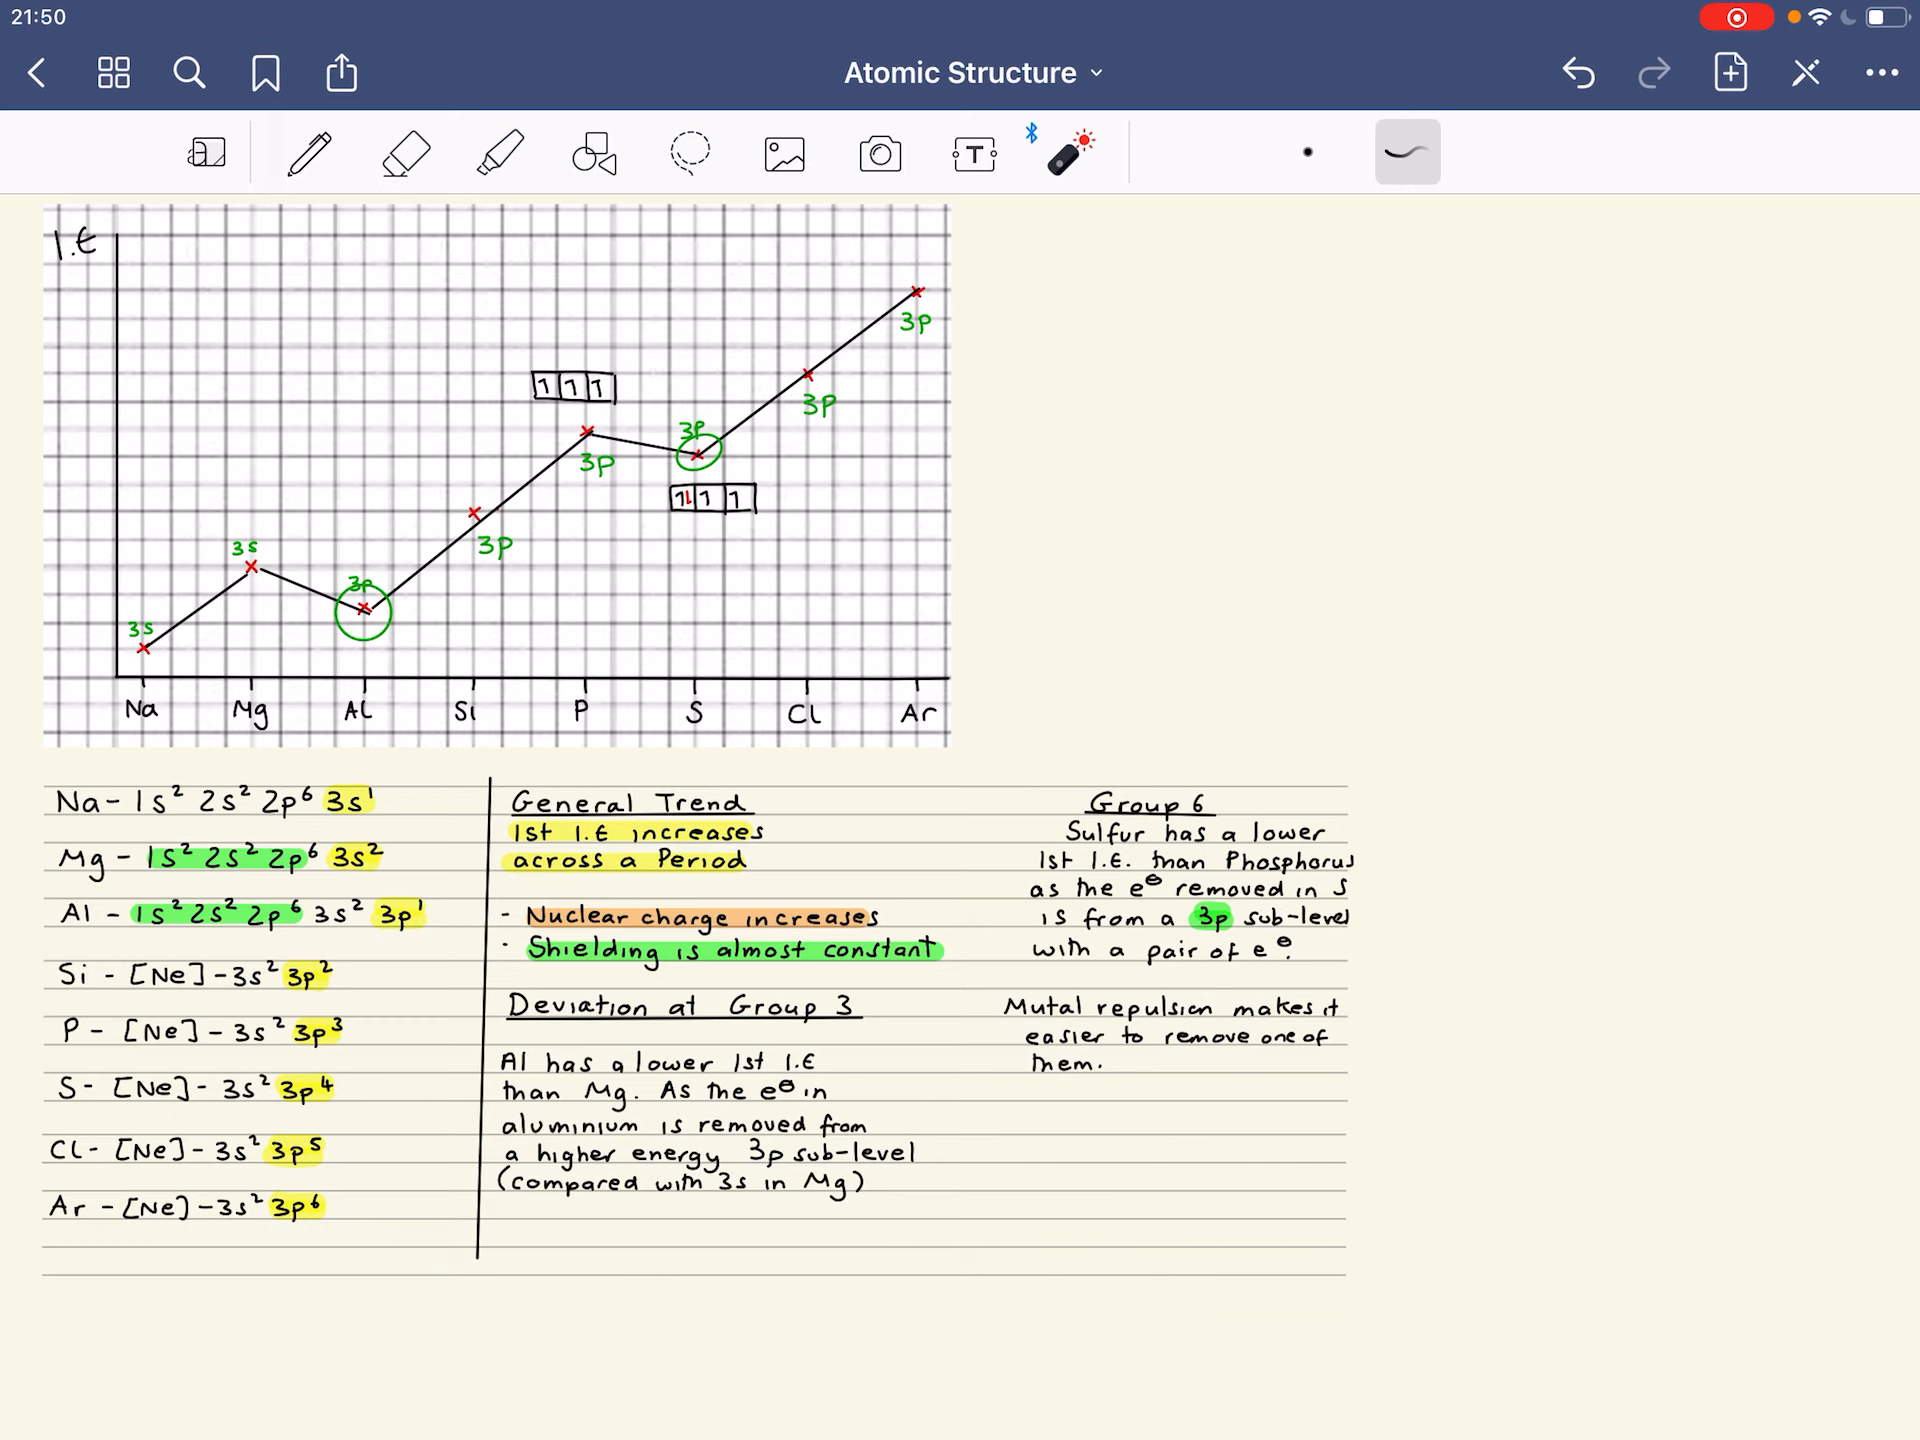 21:50
Atomic Structure
I.E
3p
3p
3p
3p
3s
3p
3p
3s
1 1 1
1l 1 1
Na Mg Al Si P S Cl Ar
Na - 1s² 2s² 2p⁶ 3s¹
Mg - 1s² 2s² 2p⁶ 3s²
Al - 1s² 2s² 2p⁶ 3s² 3p¹
Si - [Ne] - 3s² 3p²
P - [Ne] - 3s² 3p³
S - [Ne] - 3s² 3p⁴
Cl - [Ne] - 3s² 3p⁵
Ar - [Ne] - 3s² 3p⁶
General Trend
1st I.E increases
across a Period
- Nuclear charge increases
· Shielding is almost constant
Deviation at Group 3
Al has a lower 1st I.E
than Mg. As the e⊖ in
aluminium is removed from
a higher energy 3p sub-level
(compared with 3s in Mg)
Group 6
Sulfur has a lower
1st I.E. than Phosphorus
as the e⊖ removed in S
is from a 3p sub-level
with a pair of e⊖.
Mutal repulsion makes it
easier to remove one of
them.